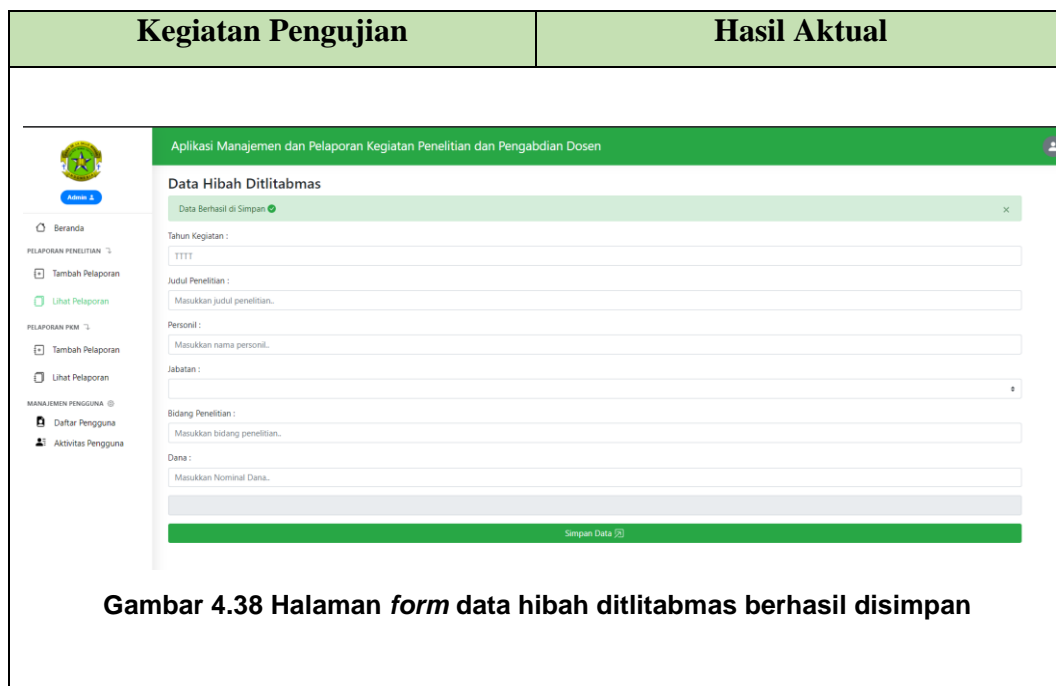 Kegiatan Pengujian
Hasil Aktual
Aplikasi Manajemen dan Pelaporan Kegiatan Penelitian dan Pengabdian Dosen
Admin
Beranda
PELAPORAN PENELITIAN
Tambah Pelaporan
Lihat Pelaporan
PELAPORAN PKM
Tambah Pelaporan
Lihat Pelaporan
MANAJEMEN PENGGUNA
Daftar Pengguna
Aktivitas Pengguna
Data Hibah Ditlitabmas
Data Berhasil di Simpan
Tahun Kegiatan :
TTTT
Judul Penelitian :
Masukkan judul penelitian..
Personil :
Masukkan nama personil..
Jabatan :
Bidang Penelitian :
Masukkan bidang penelitian..
Dana :
Masukkan Nominal Dana..
Simpan Data
Gambar 4.38 Halaman form data hibah ditlitabmas berhasil disimpan